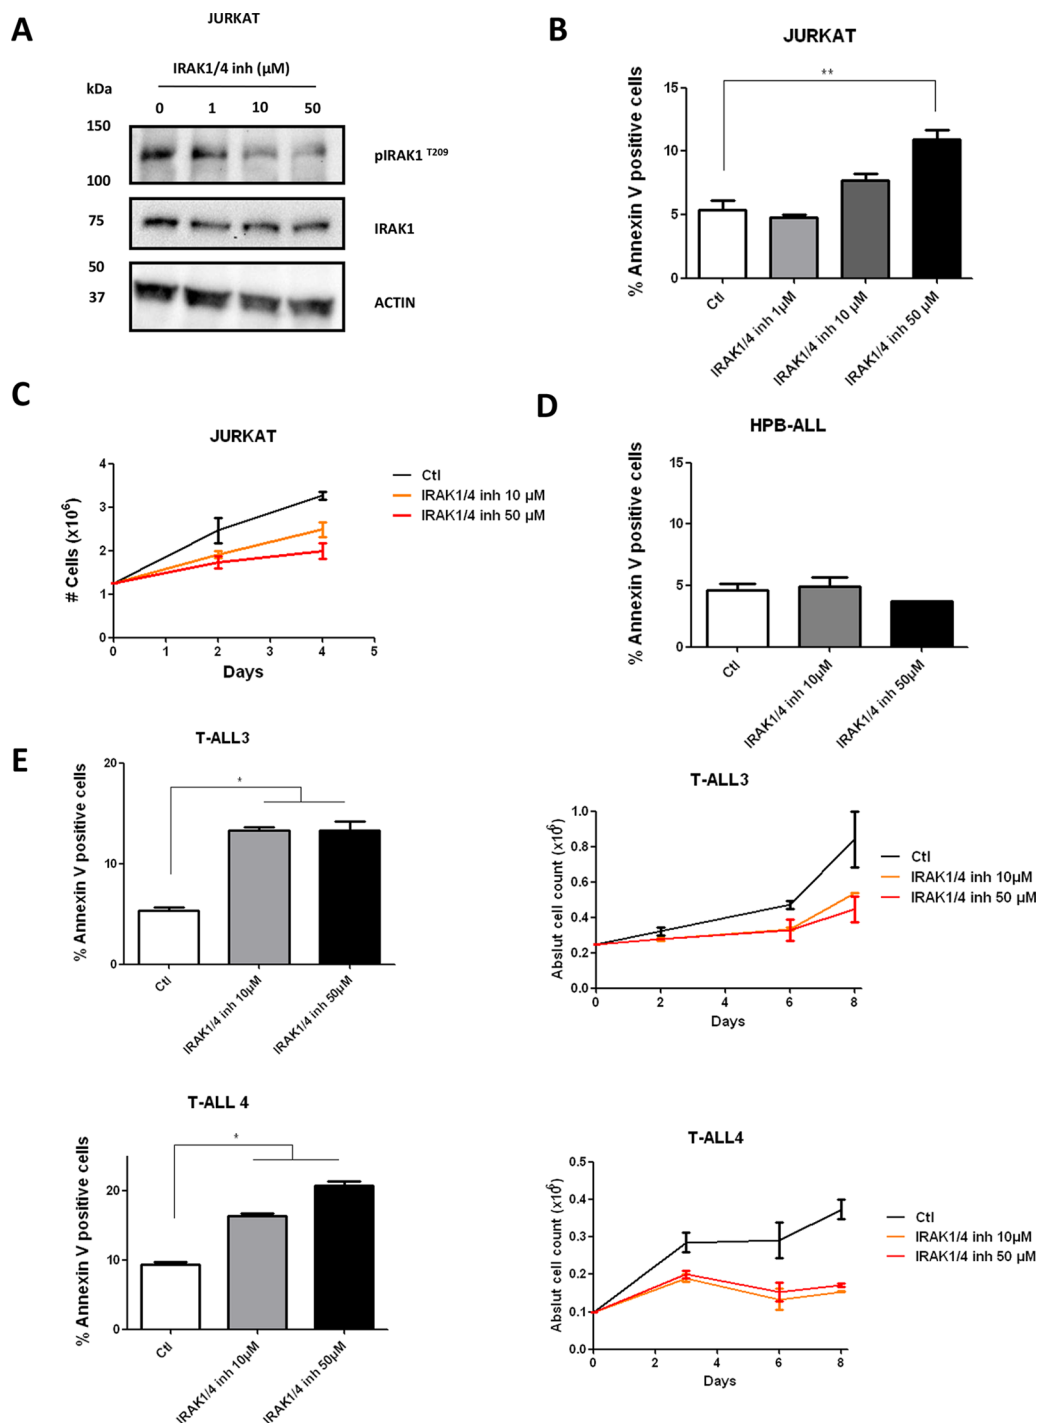 A
JURKAT
IRAK1/4 inh (µM)
kDa
0 1 10 50
150
100
pIRAK1 T209
75
IRAK1
50
37
ACTIN
B
JURKAT
**
% Annexin V positive cells
15
10
5
0
Ctl
IRAK1/4 inh 1µM
IRAK1/4 inh 10 µM
IRAK1/4 inh 50 µM
C
JURKAT
# Cells (x10⁶)
4
3
2
1
0
0 1 2 3 4 5
Days
Ctl
IRAK1/4 inh 10 µM
IRAK1/4 inh 50 µM
D
HPB-ALL
% Annexin V positive cells
15
10
5
0
Ctl
IRAK1/4 inh 10µM
IRAK1/4 inh 50µM
E
T-ALL3
*
% Annexin V positive cells
20
10
0
Ctl
IRAK1/4 inh 10µM
IRAK1/4 inh 50µM
T-ALL3
Abslut cell count (x10⁶)
1.0
0.8
0.6
0.4
0.2
0.0
0 2 4 6 8
Days
Ctl
IRAK1/4 inh 10µM
IRAK1/4 inh 50 µM
T-ALL 4
*
% Annexin V positive cells
20
10
0
Ctl
IRAK1/4 inh 10µM
IRAK1/4 inh 50µM
T-ALL4
Abslut cell count (x10⁶)
0.5
0.4
0.3
0.2
0.1
0.0
0 2 4 6 8
Days
Ctl
IRAK1/4 inh 10µM
IRAK1/4 inh 50 µM